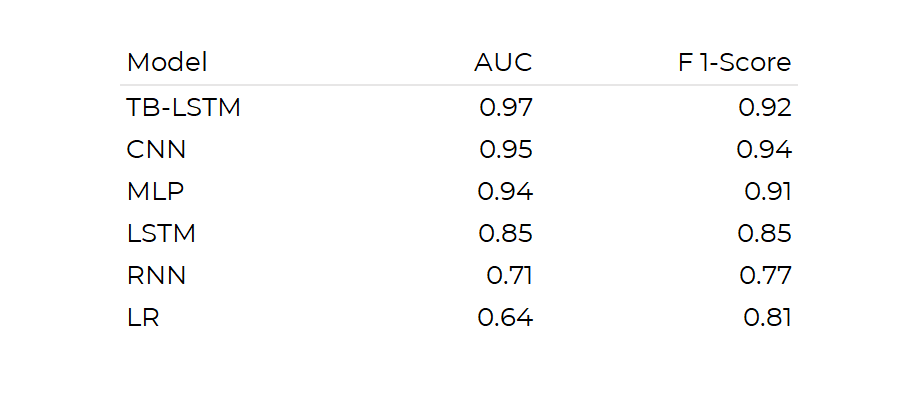 Model AUC F 1-Score
TB-LSTM 0.97 0.92
CNN 0.95 0.94
MLP 0.94 0.91
LSTM 0.85 0.85
RNN 0.71 0.77
LR 0.64 0.81